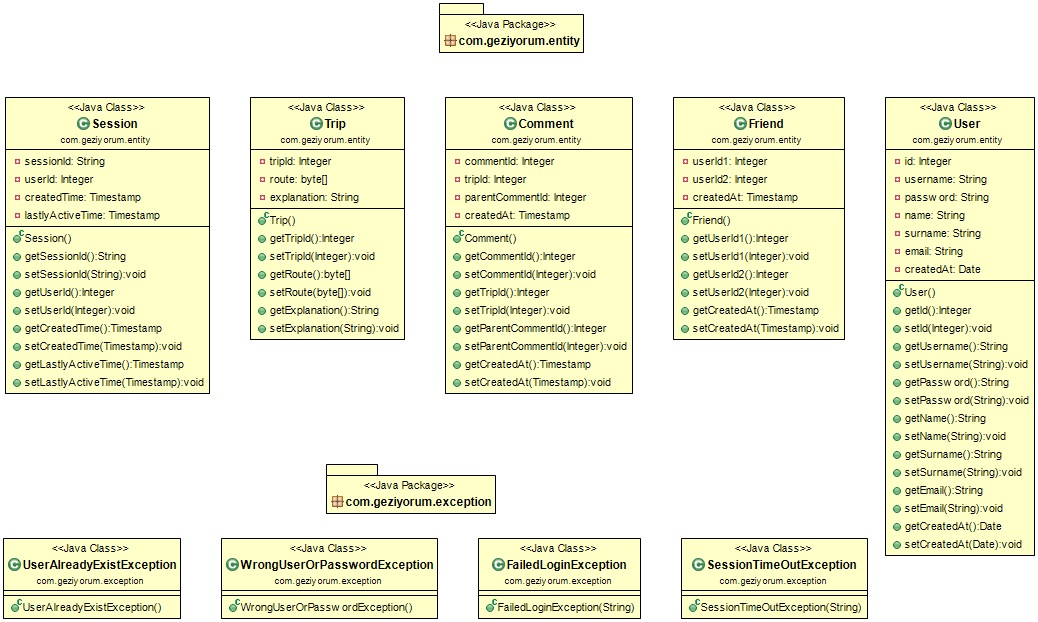 <<Java Package>>
com.geziyorum.entity
<<Java Class>>
Session
com.geziyorum.entity
sessionId: String
userId: Integer
createdTime: Timestamp
lastlyActiveTime: Timestamp
Session()
getSessionId():String
setSessionId(String):void
getUserId():Integer
setUserId(Integer):void
getCreatedTime():Timestamp
setCreatedTime(Timestamp):void
getLastlyActiveTime():Timestamp
setLastlyActiveTime(Timestamp):void
<<Java Class>>
Trip
com.geziyorum.entity
tripId: Integer
route: byte[]
explanation: String
Trip()
getTripId():Integer
setTripId(Integer):void
getRoute():byte[]
setRoute(byte[]):void
getExplanation():String
setExplanation(String):void
<<Java Class>>
Comment
com.geziyorum.entity
commentId: Integer
tripId: Integer
parentCommentId: Integer
createdAt: Timestamp
Comment()
getCommentId():Integer
setCommentId(Integer):void
getTripId():Integer
setTripId(Integer):void
getParentCommentId():Integer
setParentCommentId(Integer):void
getCreatedAt():Timestamp
setCreatedAt(Timestamp):void
<<Java Class>>
Friend
com.geziyorum.entity
userId1: Integer
userId2: Integer
createdAt: Timestamp
Friend()
getUserId1():Integer
setUserId1(Integer):void
getUserId2():Integer
setUserId2(Integer):void
getCreatedAt():Timestamp
setCreatedAt(Timestamp):void
<<Java Class>>
User
com.geziyorum.entity
id: Integer
username: String
password: String
name: String
surname: String
email: String
createdAt: Date
User()
getId():Integer
setId(Integer):void
getUsername():String
setUsername(String):void
getPassword():String
setPassword(String):void
getName():String
setName(String):void
getSurname():String
setSurname(String):void
getEmail():String
setEmail(String):void
getCreatedAt():Date
setCreatedAt(Date):void
<<Java Package>>
com.geziyorum.exception
<<Java Class>>
UserAlreadyExistException
com.geziyorum.exception
UserAlreadyExistException()
<<Java Class>>
WrongUserOrPasswordException
com.geziyorum.exception
WrongUserOrPasswordException()
<<Java Class>>
FailedLoginException
com.geziyorum.exception
FailedLoginException(String)
<<Java Class>>
SessionTimeOutException
com.geziyorum.exception
SessionTimeOutException(String)